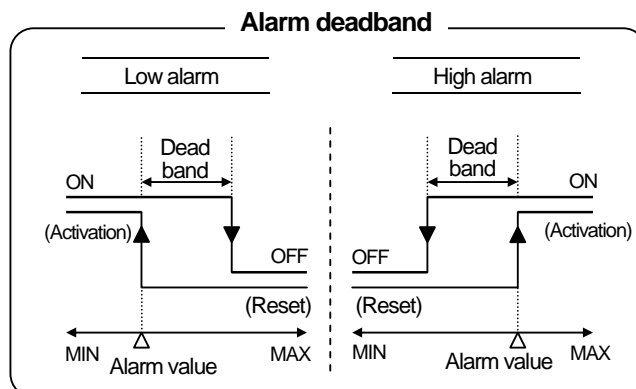 Alarm deadband
Low alarm
High alarm
Dead
band
Dead
band
ON
ON
(Activation)
(Activation)
OFF
OFF
(Reset)
(Reset)
MIN
Alarm value
MAX
MIN
Alarm value
MAX